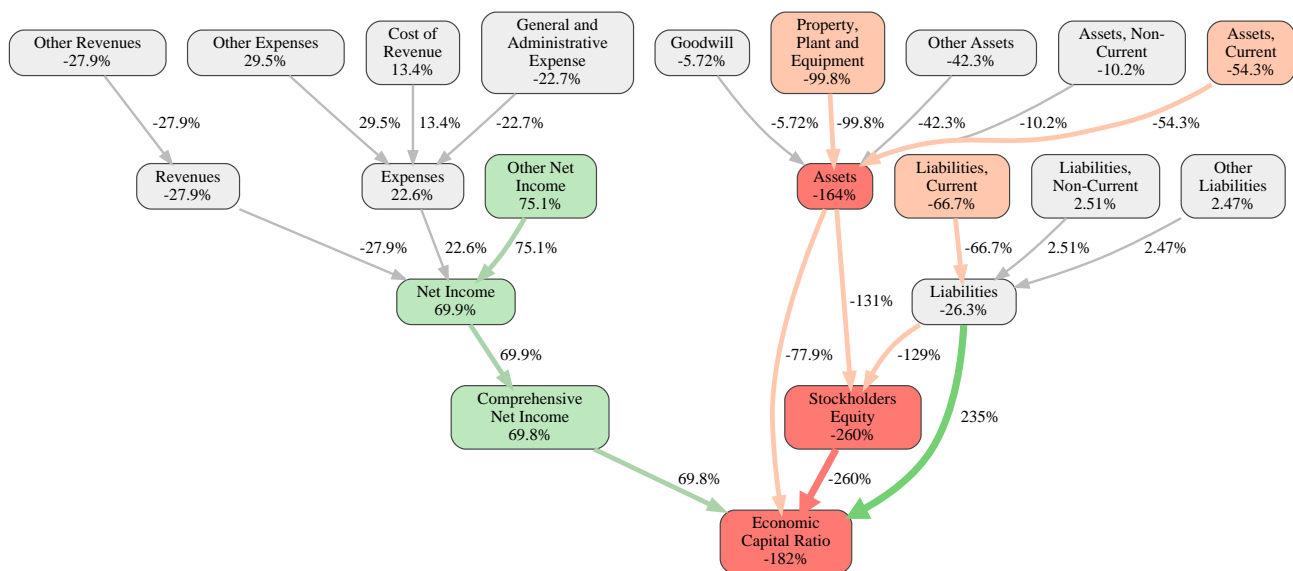 Other Revenues
-27.9%
Other Expenses
29.5%
Cost of
Revenue
13.4%
General and
Administrative
Expense
-22.7%
Goodwill
-5.72%
Property,
Plant and
Equipment
-99.8%
Other Assets
-42.3%
Assets, Non-
Current
-10.2%
Assets,
Current
-54.3%
-27.9%
29.5%
13.4%
-22.7%
-5.72%
-99.8%
-42.3%
-10.2%
-54.3%
Revenues
-27.9%
Expenses
22.6%
Other Net
Income
75.1%
Assets
-164%
Liabilities,
Current
-66.7%
Liabilities,
Non-Current
2.51%
Other
Liabilities
2.47%
-27.9%
22.6%
75.1%
-66.7%
2.51%
2.47%
Net Income
69.9%
-131%
Liabilities
-26.3%
69.9%
-77.9%
-129%
Comprehensive
Net Income
69.8%
Stockholders
Equity
-260%
235%
69.8%
-260%
Economic
Capital Ratio
-182%